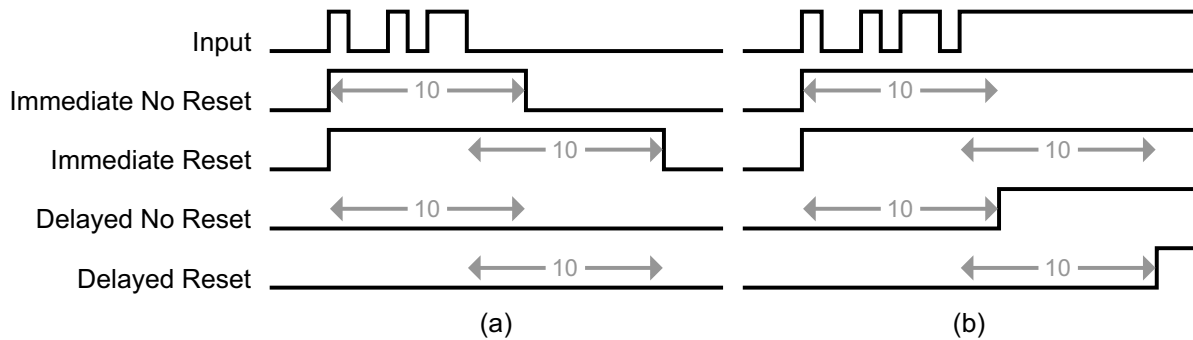 Input
Immediate No Reset
10
10
Immediate Reset
10
10
Delayed No Reset
10
10
Delayed Reset
10
10
(a)
(b)